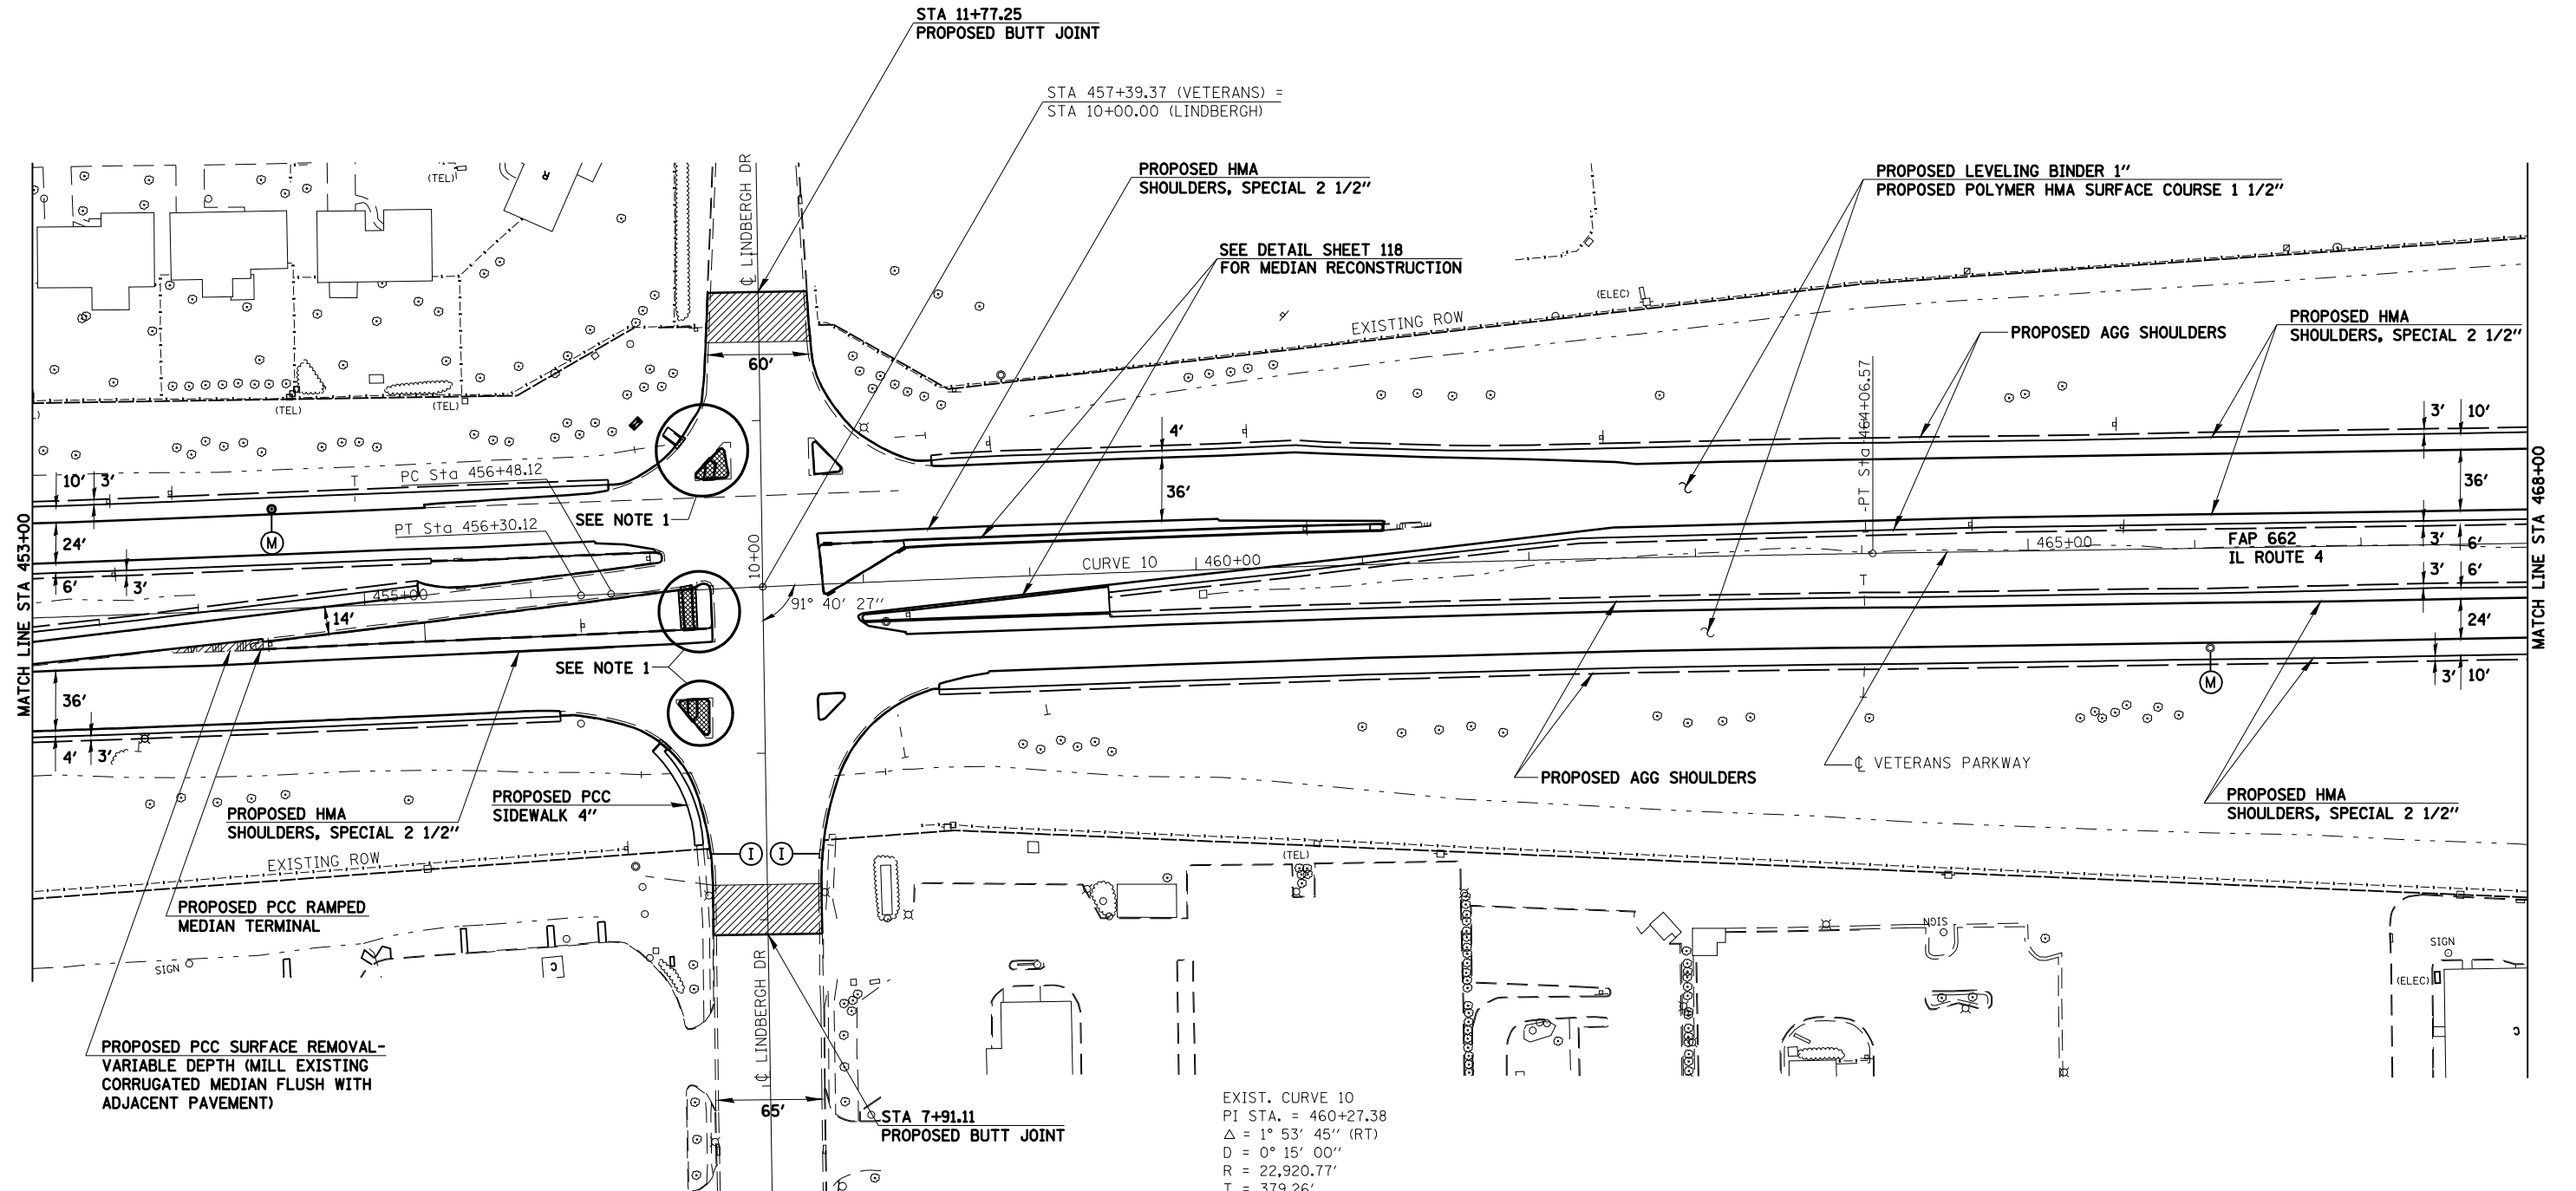 STA 11+77.25
PROPOSED BUTT JOINT
STA 457+39.37 (VETERANS) =
STA 10+00.00 (LINDBERGH)
PROPOSED HMA
SHOULDERS, SPECIAL 2 1/2"
PROPOSED LEVELING BINDER 1"
PROPOSED POLYMER HMA SURFACE COURSE 1 1/2"
SEE DETAIL SHEET 118
FOR MEDIAN RECONSTRUCTION
℄ LINDBERGH DR
(TEL)
R
(ELEC)
EXISTING ROW
PROPOSED AGG SHOULDERS
PROPOSED HMA
SHOULDERS, SPECIAL 2 1/2"
60'
(TEL)
(TEL)
PT Sta 464+06.57
4'
3'
10'
MATCH LINE STA 453+00
10'
3'
PC Sta 456+48.12
36'
36'
MATCH LINE STA 468+00
SEE NOTE 1
PT Sta 456+30.12
M
24'
10+00
CURVE 10
460+00
465+00
FAP 662
IL ROUTE 4
3'
6'
6'
3'
455+00
91° 40' 27"
3'
6'
14'
24'
SEE NOTE 1
M
36'
3'
10'
4'
3'
℄ VETERANS PARKWAY
PROPOSED AGG SHOULDERS
PROPOSED HMA
SHOULDERS, SPECIAL 2 1/2"
PROPOSED PCC
SIDEWALK 4"
PROPOSED HMA
SHOULDERS, SPECIAL 2 1/2"
I
I
EXISTING ROW
(TEL)
PROPOSED PCC RAMPED
MEDIAN TERMINAL
SIGN
SIGN
SIGN
C
(ELEC)
℄ LINDBERGH DR
PROPOSED PCC SURFACE REMOVAL-
VARIABLE DEPTH (MILL EXISTING
CORRUGATED MEDIAN FLUSH WITH
ADJACENT PAVEMENT)
C
65'
STA 7+91.11
PROPOSED BUTT JOINT
EXIST. CURVE 10
PI STA. = 460+27.38
△ = 1° 53' 45" (RT)
D = 0° 15' 00"
R = 22,920.77'
T = 379.26'